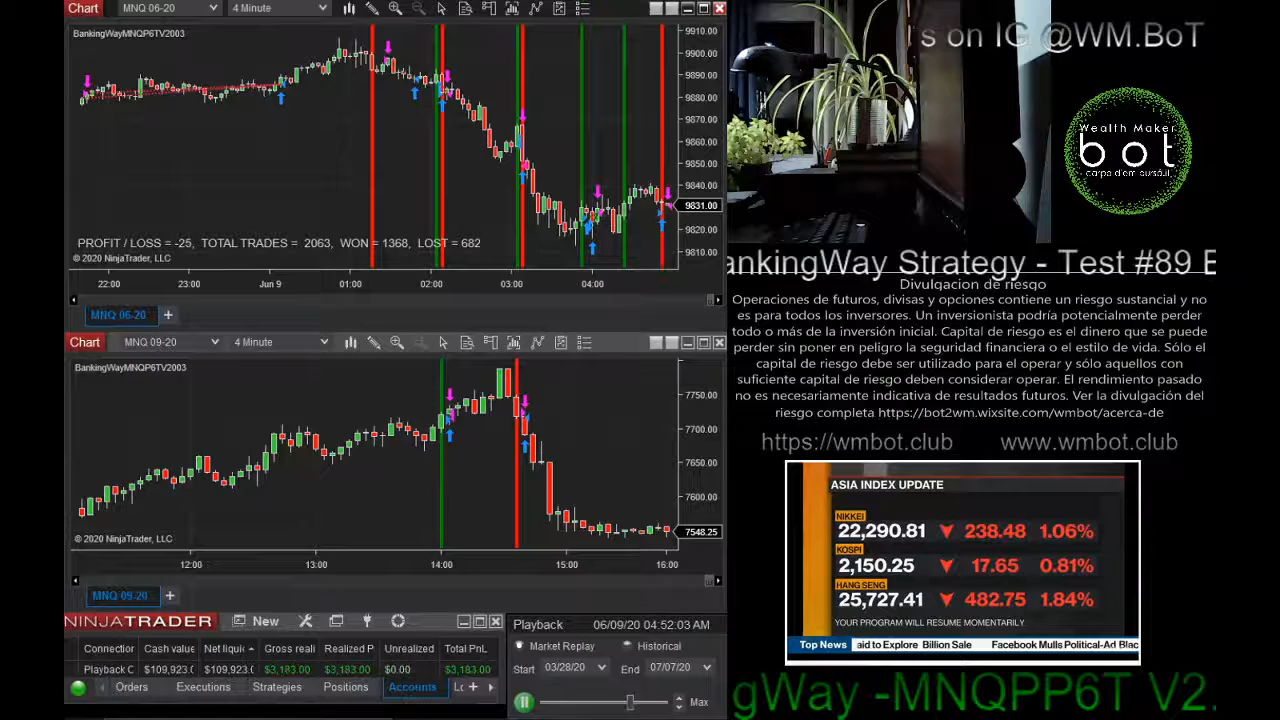 Chart MNQ 06-20 4 Minute
BankingWayMNQP6TV2003
9910.00
9900.00
9890.00
9880.00
9870.00
9860.00
9850.00
9840.00
9831.00
9820.00
9810.00
PROFIT / LOSS = -25, TOTAL TRADES = 2063, WON = 1368, LOST = 682
© 2020 NinjaTrader, LLC
22:00 23:00 Jun 9 01:00 02:00 03:00 04:00
MNQ 06-20 +
Chart MNQ 09-20 4 Minute
BankingWayMNQP6TV2003
7750.00
7700.00
7650.00
7600.00
7548.25
© 2020 NinjaTrader, LLC
12:00 13:00 14:00 15:00 16:00
MNQ 09-20 +
NINJATRADER New
Connection Cash value Net liquid Gross reali Realized P Unrealized Total PnL
Playback C $109,923. $109,923.( $3,183.00 $3,183.00 $0.00 $3,183.00
Orders Executions Strategies Positions Accounts +
Playback 06/09/20 04:52:03 AM
Market Replay Historical
Start 03/28/20 End 07/07/20
Max
s on IG @WM.BoT
Wealth Maker
bot
ankingWay Strategy - Test #89 B
Divulgacion de riesgo
Operaciones de futuros, divisas y opciones contiene un riesgo sustancial y no
es para todos los inversores. Un inversionista podría potencialmente perder
todo o más de la inversión inicial. Capital de riesgo es el dinero que se puede
perder sin poner en peligro la seguridad financiera o el estilo de vida. Sólo el
capital de riesgo debe ser utilizado para el operar y sólo aquellos con
suficiente capital de riesgo deben considerar operar. El rendimiento pasado
no es necesariamente indicativa de resultados futuros. Ver la divulgación del
riesgo completa https://bot2wm.wixsite.com/wmbot/acerca-de
https://wmbot.club www.wmbot.club
ASIA INDEX UPDATE
NIKKEI
22,290.81 238.48 1.06%
KOSPI
2,150.25 17.65 0.81%
HANG SENG
25,727.41 482.75 1.84%
YOUR PROGRAM WILL RESUME MOMENTARILY
Top News aid to Explore Billion Sale Facebook Mulls Political-Ad Blac
gWay -MNQPP6T V2.